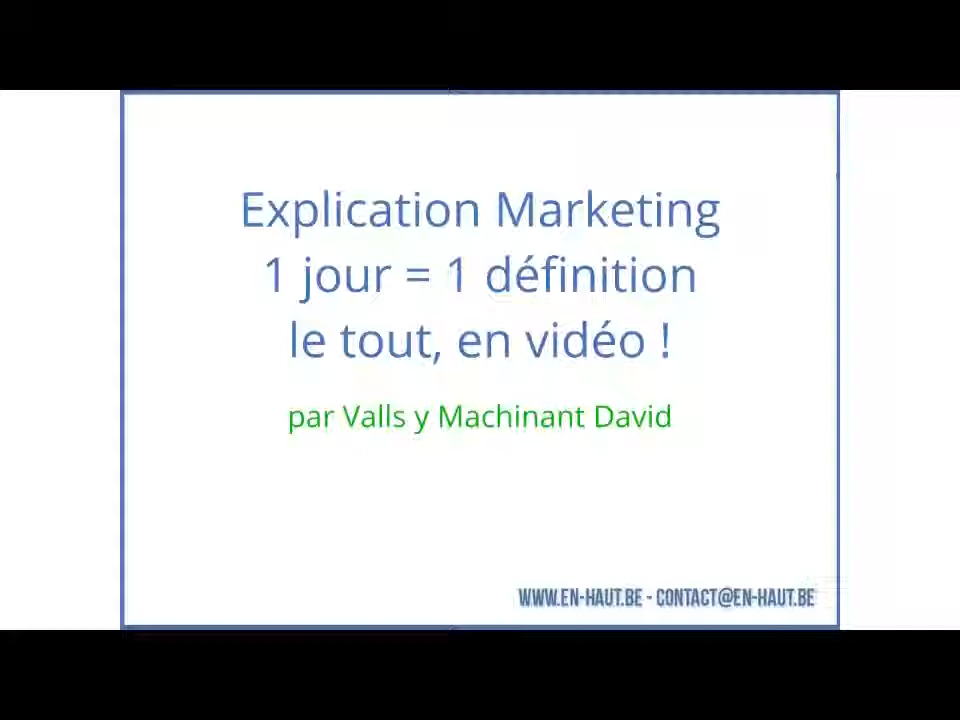 Explication Marketing
1 jour = 1 définition
le tout, en vidéo !
par Valls y Machinant David
WWW.EN-HAUT.BE - CONTACT@EN-HAUT.BE